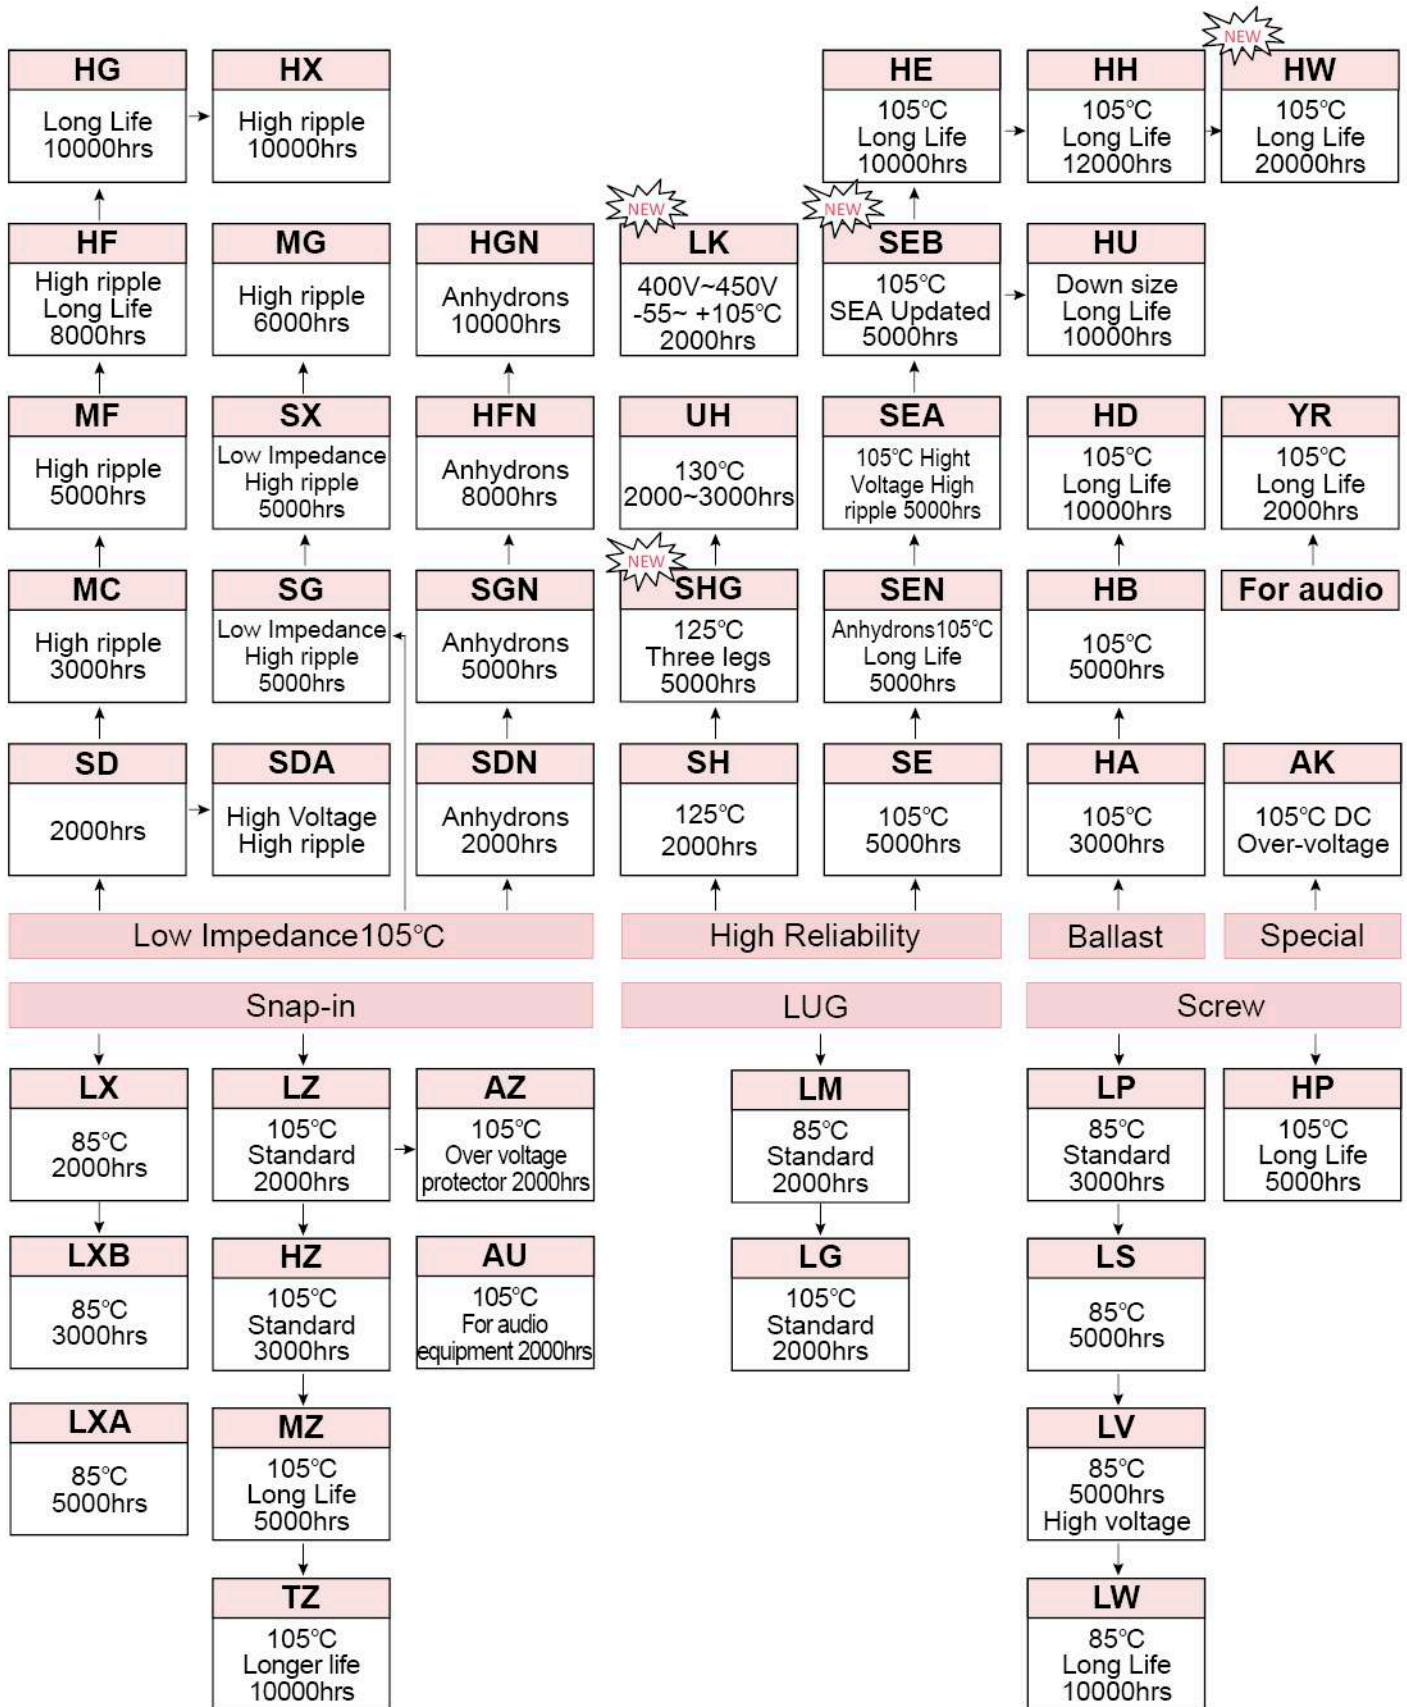 NEW
HG
Long Life
10000hrs
HX
High ripple
10000hrs
HE
105°C
Long Life
10000hrs
HH
105°C
Long Life
12000hrs
HW
105°C
Long Life
20000hrs
HF
High ripple
Long Life
8000hrs
MG
High ripple
6000hrs
HGN
Anhydrons
10000hrs
NEW
LK
400V~450V
-55~ +105°C
2000hrs
NEW
SEB
105°C
SEA Updated
5000hrs
HU
Down size
Long Life
10000hrs
MF
High ripple
5000hrs
SX
Low Impedance
High ripple
5000hrs
HFN
Anhydrons
8000hrs
UH
130°C
2000~3000hrs
SEA
105°C Hight
Voltage High
ripple 5000hrs
HD
105°C
Long Life
10000hrs
YR
105°C
Long Life
2000hrs
MC
High ripple
3000hrs
SG
Low Impedance
High ripple
5000hrs
SGN
Anhydrons
5000hrs
NEW
SHG
125°C
Three legs
5000hrs
SEN
Anhydrons105°C
Long Life
5000hrs
HB
105°C
5000hrs
For audio
SD
2000hrs
SDA
High Voltage
High ripple
SDN
Anhydrons
2000hrs
SH
125°C
2000hrs
SE
105°C
5000hrs
HA
105°C
3000hrs
AK
105°C DC
Over-voltage
Low Impedance105°C
High Reliability
Ballast
Special
Snap-in
LUG
Screw
LX
85°C
2000hrs
LZ
105°C
Standard
2000hrs
AZ
105°C
Over voltage
protector 2000hrs
LM
85°C
Standard
2000hrs
LP
85°C
Standard
3000hrs
HP
105°C
Long Life
5000hrs
LXB
85°C
3000hrs
HZ
105°C
Standard
3000hrs
AU
105°C
For audio
equipment 2000hrs
LG
105°C
Standard
2000hrs
LS
85°C
5000hrs
LXA
85°C
5000hrs
MZ
105°C
Long Life
5000hrs
LV
85°C
5000hrs
High voltage
TZ
105°C
Longer life
10000hrs
LW
85°C
Long Life
10000hrs